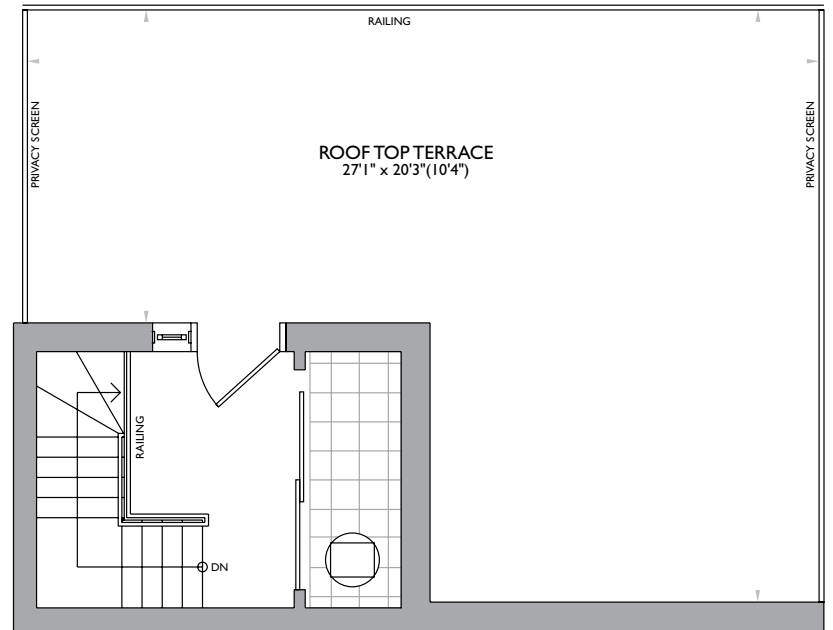 RAILING
PRIVACY SCREEN
PRIVACY SCREEN
ROOF TOP TERRACE
27'1" x 20'3"(10'4")
RAILING
DN